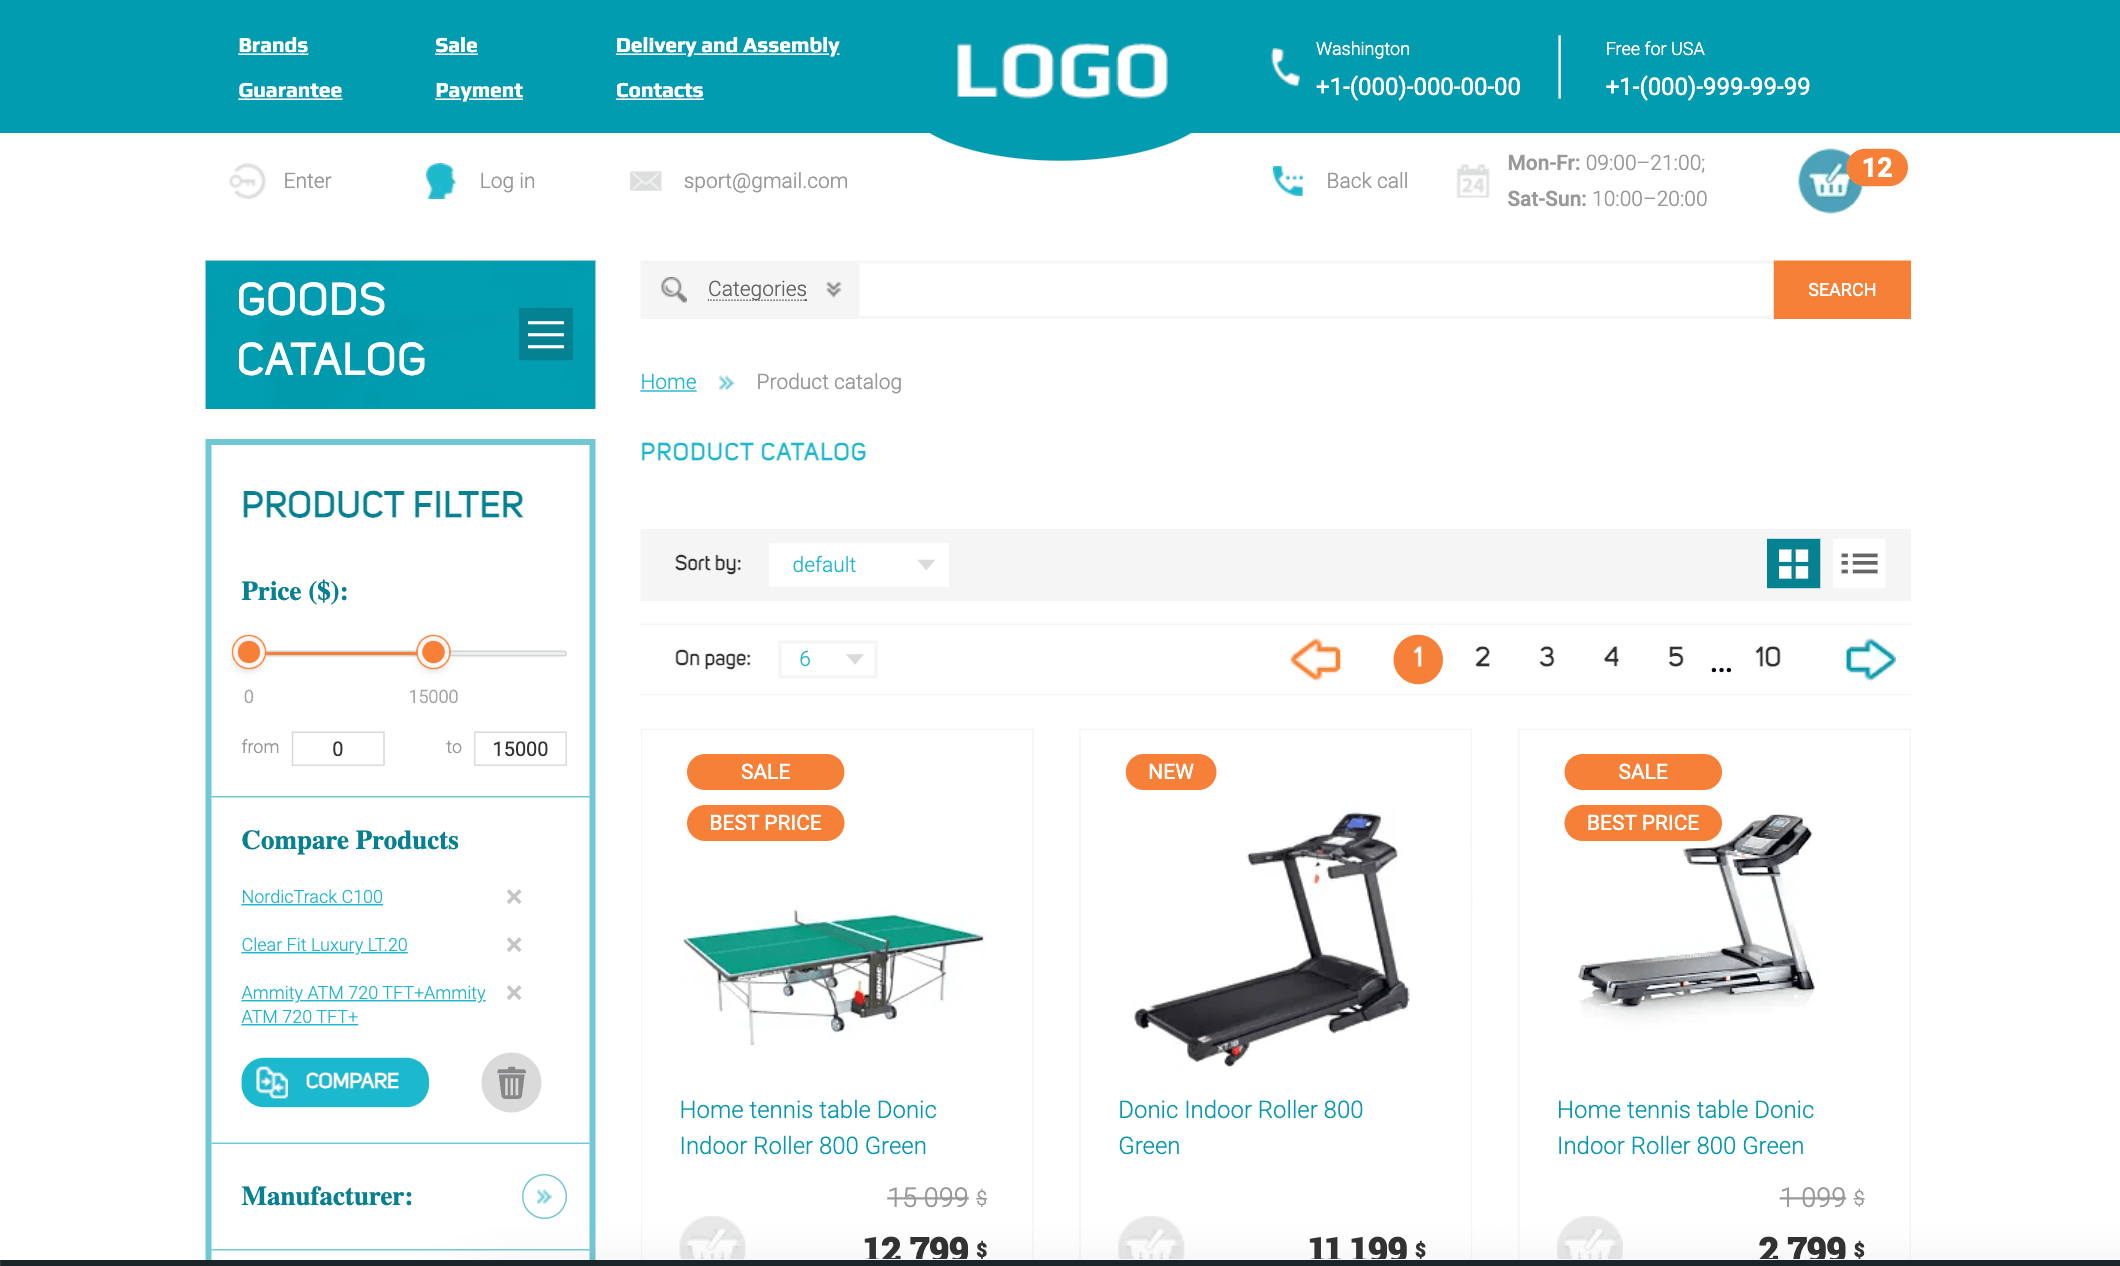 Brands
Sale
Delivery and Assembly
Guarantee
Payment
Contacts
LOGO
Washington
+1-(000)-000-00-00
Free for USA
+1-(000)-999-99-99
Enter
Log in
sport@gmail.com
Back call
24
Mon-Fr: 09:00–21:00;
Sat-Sun: 10:00–20:00
12
GOODS
CATALOG
Categories
SEARCH
Home
Product catalog
PRODUCT CATALOG
PRODUCT FILTER
Price ($):
0
15000
from 0 to 15000
Compare Products
NordicTrack C100
Clear Fit Luxury LT.20
Ammity ATM 720 TFT+Ammity
ATM 720 TFT+
COMPARE
Manufacturer:
Sort by: default
On page: 6
1 2 3 4 5 ... 10
SALE
BEST PRICE
DONIC
Home tennis table Donic
Indoor Roller 800 Green
15 099 $
12 799 $
NEW
Donic Indoor Roller 800
Green
11 199 $
SALE
BEST PRICE
Home tennis table Donic
Indoor Roller 800 Green
1 099 $
2 799 $